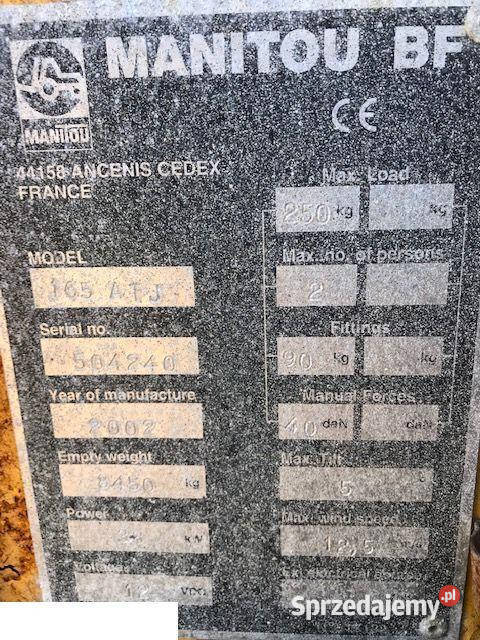 MANITOU BF
MANITOU
CE
44158 ANCENIS CEDEX
FRANCE
MODEL
165 ATJ
Serial no.
504240
Year of manufacture
2002
Empty weight
kg
Power
kW
Voltage
12 VDC
Max. Load
250 kg kg
Max. no. of persons
2
Fittings
90 kg kg
Manual Forces
40 daN daN
Max. Tilt
5 °
Max. wind speed
12,5
Sprzedajemy.pl